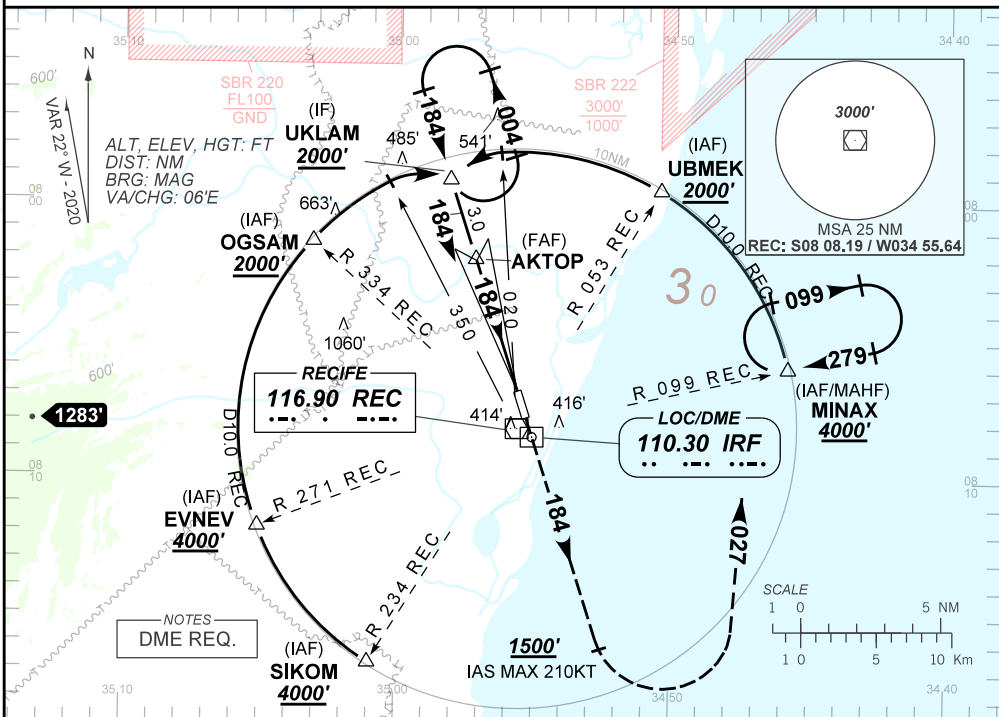 35 10
35 00
34 50
34 40
N
600'
VAR 22° W - 2020
ALT, ELEV, HGT: FT
DIST: NM
BRG: MAG
VA/CHG: 06'E
SBR 220
FL100
GND
SBR 222
3000'
1000'
3000'
MSA 25 NM
REC: S08 08.19 / W034 55.64
(IF)
UKLAM
2000'
485'
541'
184
004
10NM
(IAF)
UBMEK
2000'
08
00
08
00
663'
(IAF)
OGSAM
2000'
184
3.0
(FAF)
AKTOP
184
020
350
R 334 REC
R 053 REC
D10.0 REC
30
099
279
R 099 REC
(IAF/MAHF)
MINAX
4000'
1060'
600'
RECIFE
116.90 REC
·−· · −·−·
414'
416'
LOC/DME
110.30 IRF
·· ·−· ··−·
1283'
D10.0 REC
08
10
08
10
R 271 REC
(IAF)
EVNEV
4000'
184
027
R 234 REC
NOTES
DME REQ.
(IAF)
SIKOM
4000'
1500'
IAS MAX 210KT
SCALE
1 0 5 NM
1 0 5 10 Km
35 10
35 00
34 50
34 40